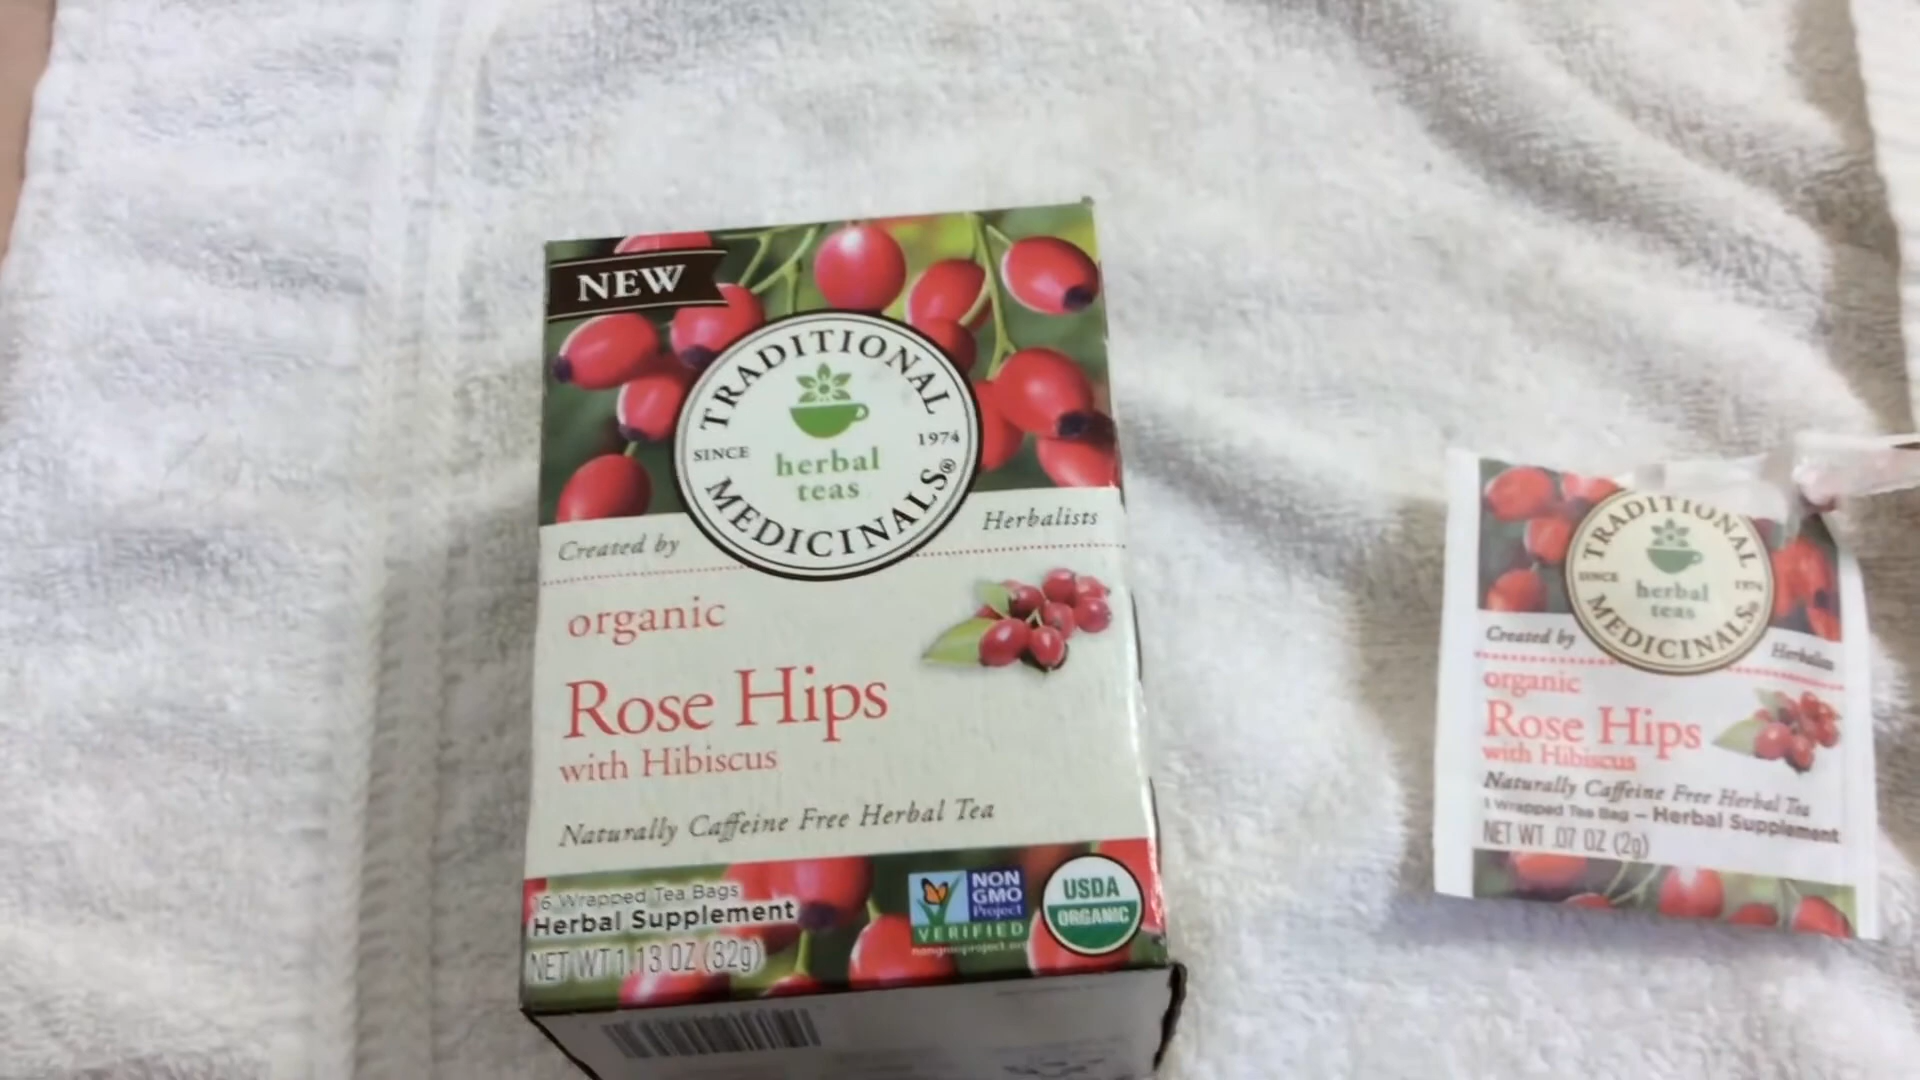 NEW
TRADITIONAL
SINCE 1974
herbal
teas
MEDICINALS®
Created by Herbalists
organic
Rose Hips
with Hibiscus
Naturally Caffeine Free Herbal Tea
16 Wrapped Tea Bags
Herbal Supplement
NET WT 1.13 OZ (32g)
NON
GMO
Project
VERIFIED
nongmoproject.org
USDA
ORGANIC
TRADITIONAL
SINCE 1974
herbal
teas
MEDICINALS®
Created by Herbalists
organic
Rose Hips
with Hibiscus
Naturally Caffeine Free Herbal Tea
1 Wrapped Tea Bag – Herbal Supplement
NET WT .07 OZ (2g)